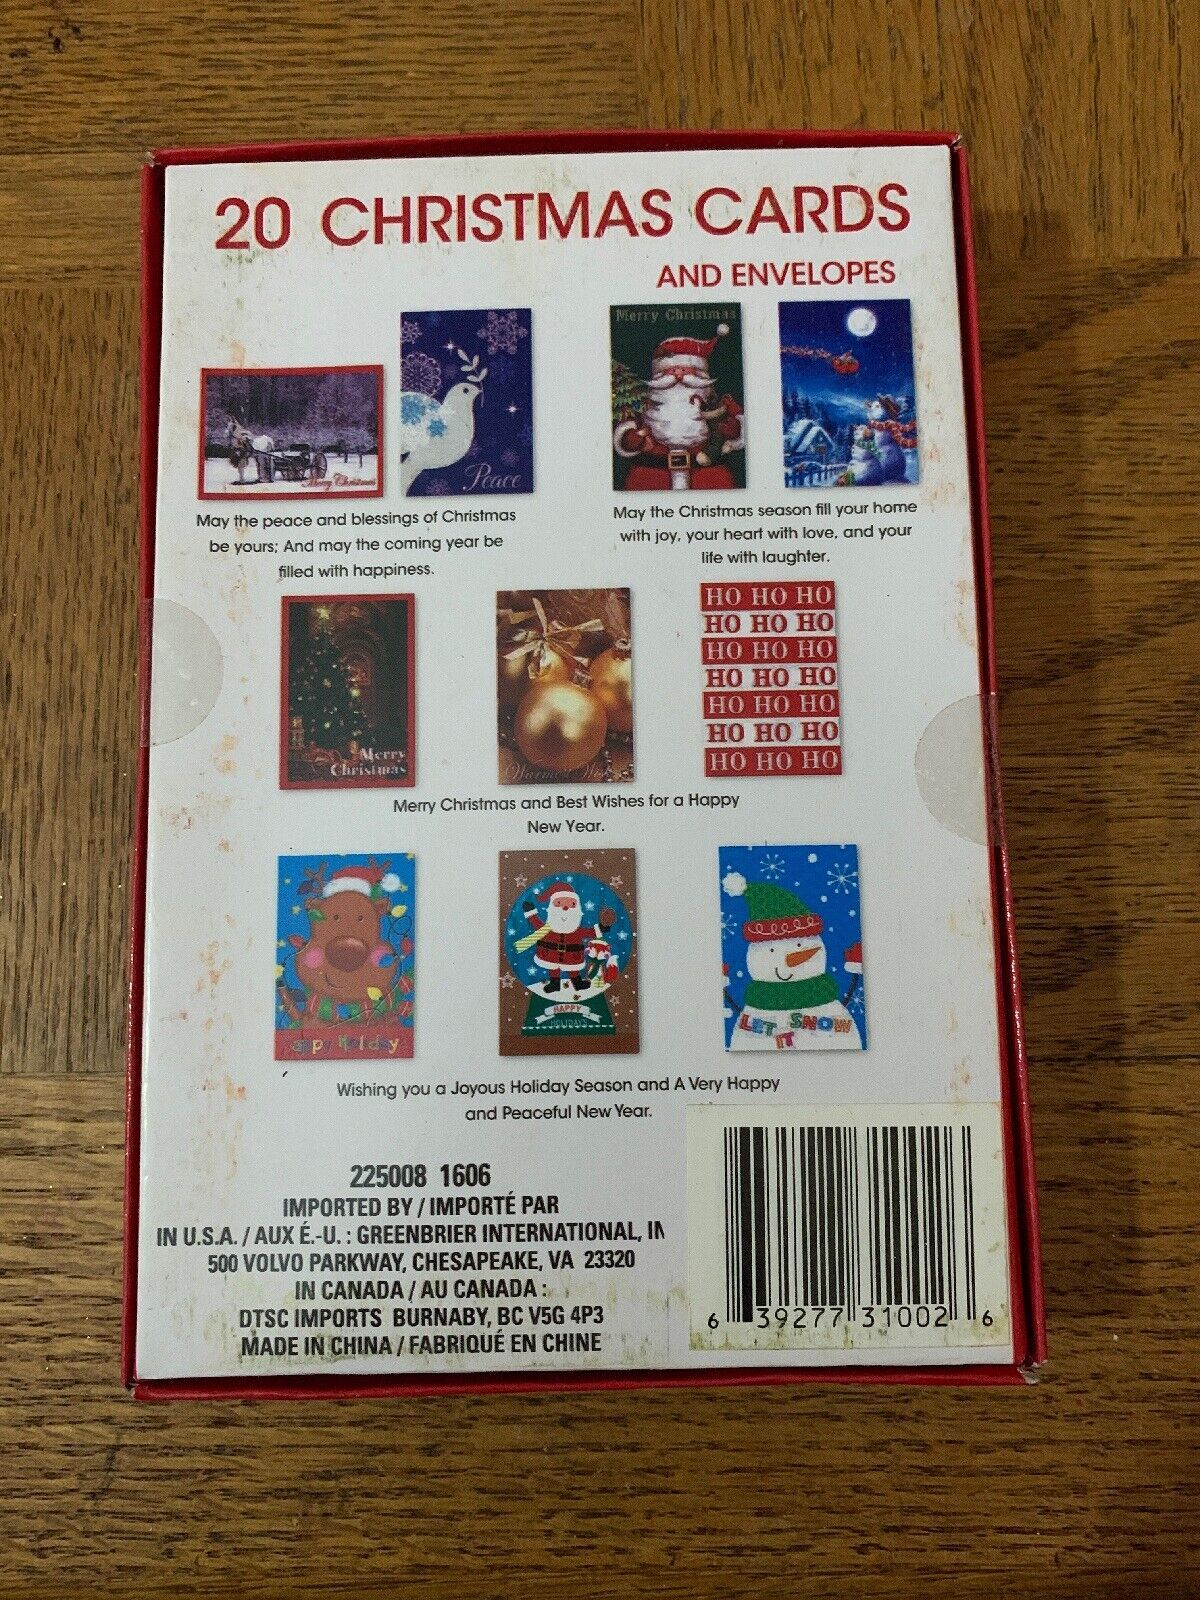 20 CHRISTMAS CARDS
AND ENVELOPES
Merry Christmas
Peace
Merry Christmas
May the peace and blessings of Christmas
be yours; And may the coming year be
filled with happiness.
May the Christmas season fill your home
with joy, your heart with love, and your
life with laughter.
Merry
Christmas
Warmest
HO HO HO
HO HO HO
HO HO HO
HO HO HO
HO HO HO
HO HO HO
HO HO HO
Merry Christmas and Best Wishes for a Happy
New Year.
appy Holiday
HAPPY
HOLIDAYS
LET SNOW
IT
Wishing you a Joyous Holiday Season and A Very Happy
and Peaceful New Year.
225008 1606
IMPORTED BY / IMPORTÉ PAR
IN U.S.A. / AUX É.-U. : GREENBRIER INTERNATIONAL, IN
500 VOLVO PARKWAY, CHESAPEAKE, VA 23320
IN CANADA / AU CANADA :
DTSC IMPORTS BURNABY, BC V5G 4P3
MADE IN CHINA / FABRIQUÉ EN CHINE
6 39277 31002 6